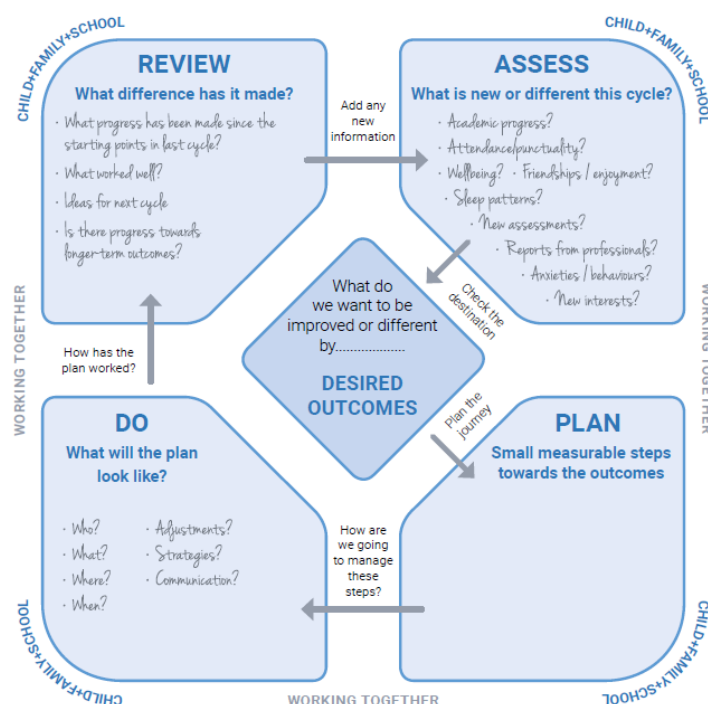 CHILD+FAMILY+SCHOOL
CHILD+FAMILY+SCHOOL
REVIEW
What difference has it made?
· What progress has been made since the
starting points in last cycle?
· What worked well?
· Ideas for next cycle
· Is there progress towards
longer-term outcomes?
Add any
new
information
ASSESS
What is new or different this cycle?
· Academic progress?
· Attendance/punctuality?
· Wellbeing? · Friendships / enjoyment?
· Sleep patterns?
· New assessments?
· Reports from professionals?
· Anxieties / behaviours?
· New interests?
Check the
destination
What do
we want to be
improved or different
by...................
DESIRED
OUTCOMES
WORKING TOGETHER
WORKING TOGETHER
How has the
plan worked?
Plan the
journey
DO
What will the plan
look like?
· Who?
· What?
· Where?
· When?
· Adjustments?
· Strategies?
· Communication?
How are
we going
to manage
these
steps?
PLAN
Small measurable steps
towards the outcomes
CHILD+FAMILY+SCHOOL
CHILD+FAMILY+SCHOOL
WORKING TOGETHER